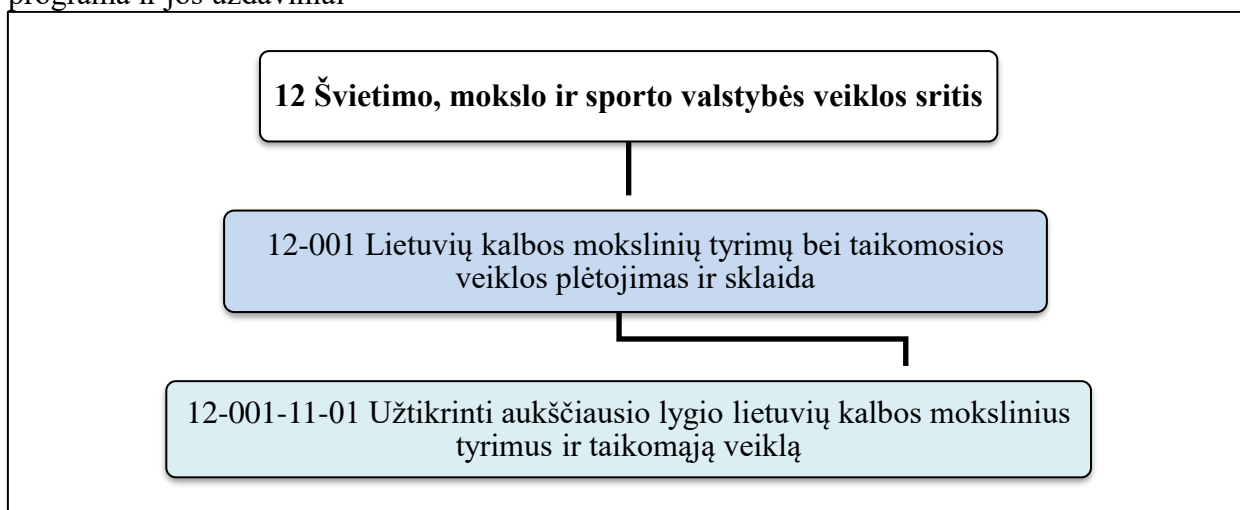 programa ir jos uždaviniai
12 Švietimo, mokslo ir sporto valstybės veiklos sritis
12-001 Lietuvių kalbos mokslinių tyrimų bei taikomosios
veiklos plėtojimas ir sklaida
12-001-11-01 Užtikrinti aukščiausio lygio lietuvių kalbos mokslinius
tyrimus ir taikomąją veiklą